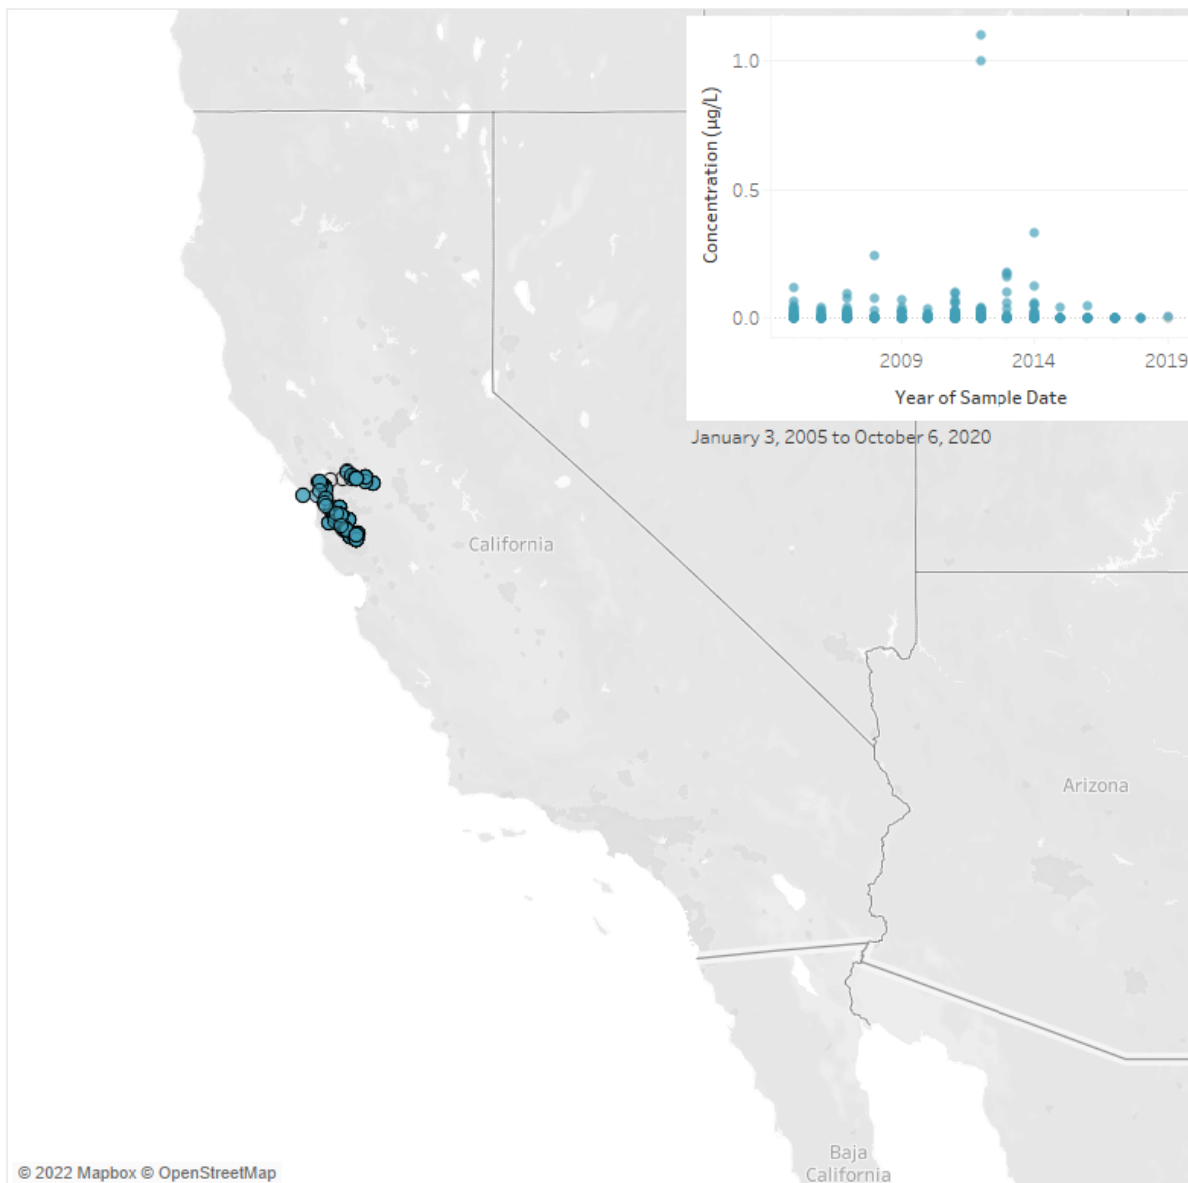 1.0
0.5
0.0
Concentration (µg/L)
2009
2014
2019
Year of Sample Date
January 3, 2005 to October 6, 2020
California
Arizona
Baja
California
© 2022 Mapbox © OpenStreetMap